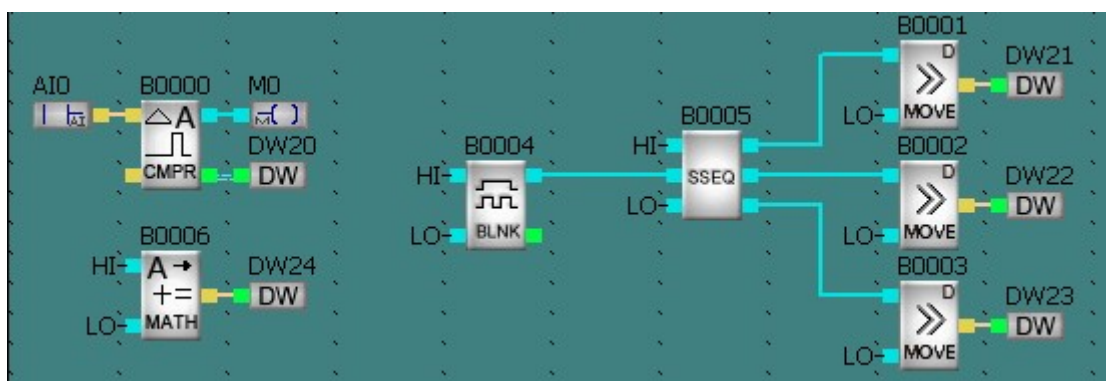 AI0 B0000 M0
AI
A
CMPR
M
DW20
DW
B0006
HI
A
+=
DW24
DW
LO
MATH
B0004
HI
LO
BLNK
B0005
HI
SSEQ
LO
B0001
D
DW21
DW
LO
MOVE
B0002
D
DW22
DW
LO
MOVE
B0003
D
DW23
DW
LO
MOVE